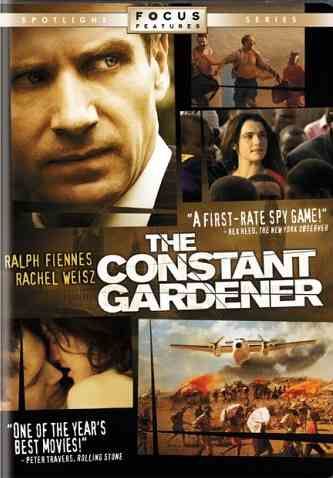 SPOTLIGHT
FOCUS
FEATURES
SERIES
"A FIRST-RATE SPY GAME!"
- REX REED, THE NEW YORK OBSERVER
RALPH FIENNES
RACHEL WEISZ
THE
CONSTANT
GARDENER
"ONE OF THE YEAR'S
BEST MOVIES!"
- PETER TRAVERS, ROLLING STONE